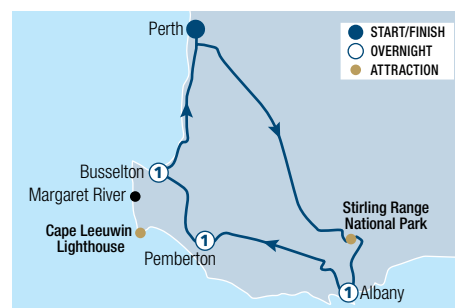 Perth
START/FINISH
1 OVERNIGHT
ATTRACTION
Busselton 1
Margaret River
Cape Leeuwin
Lighthouse
1
Pemberton
Stirling Range
National Park
1 Albany